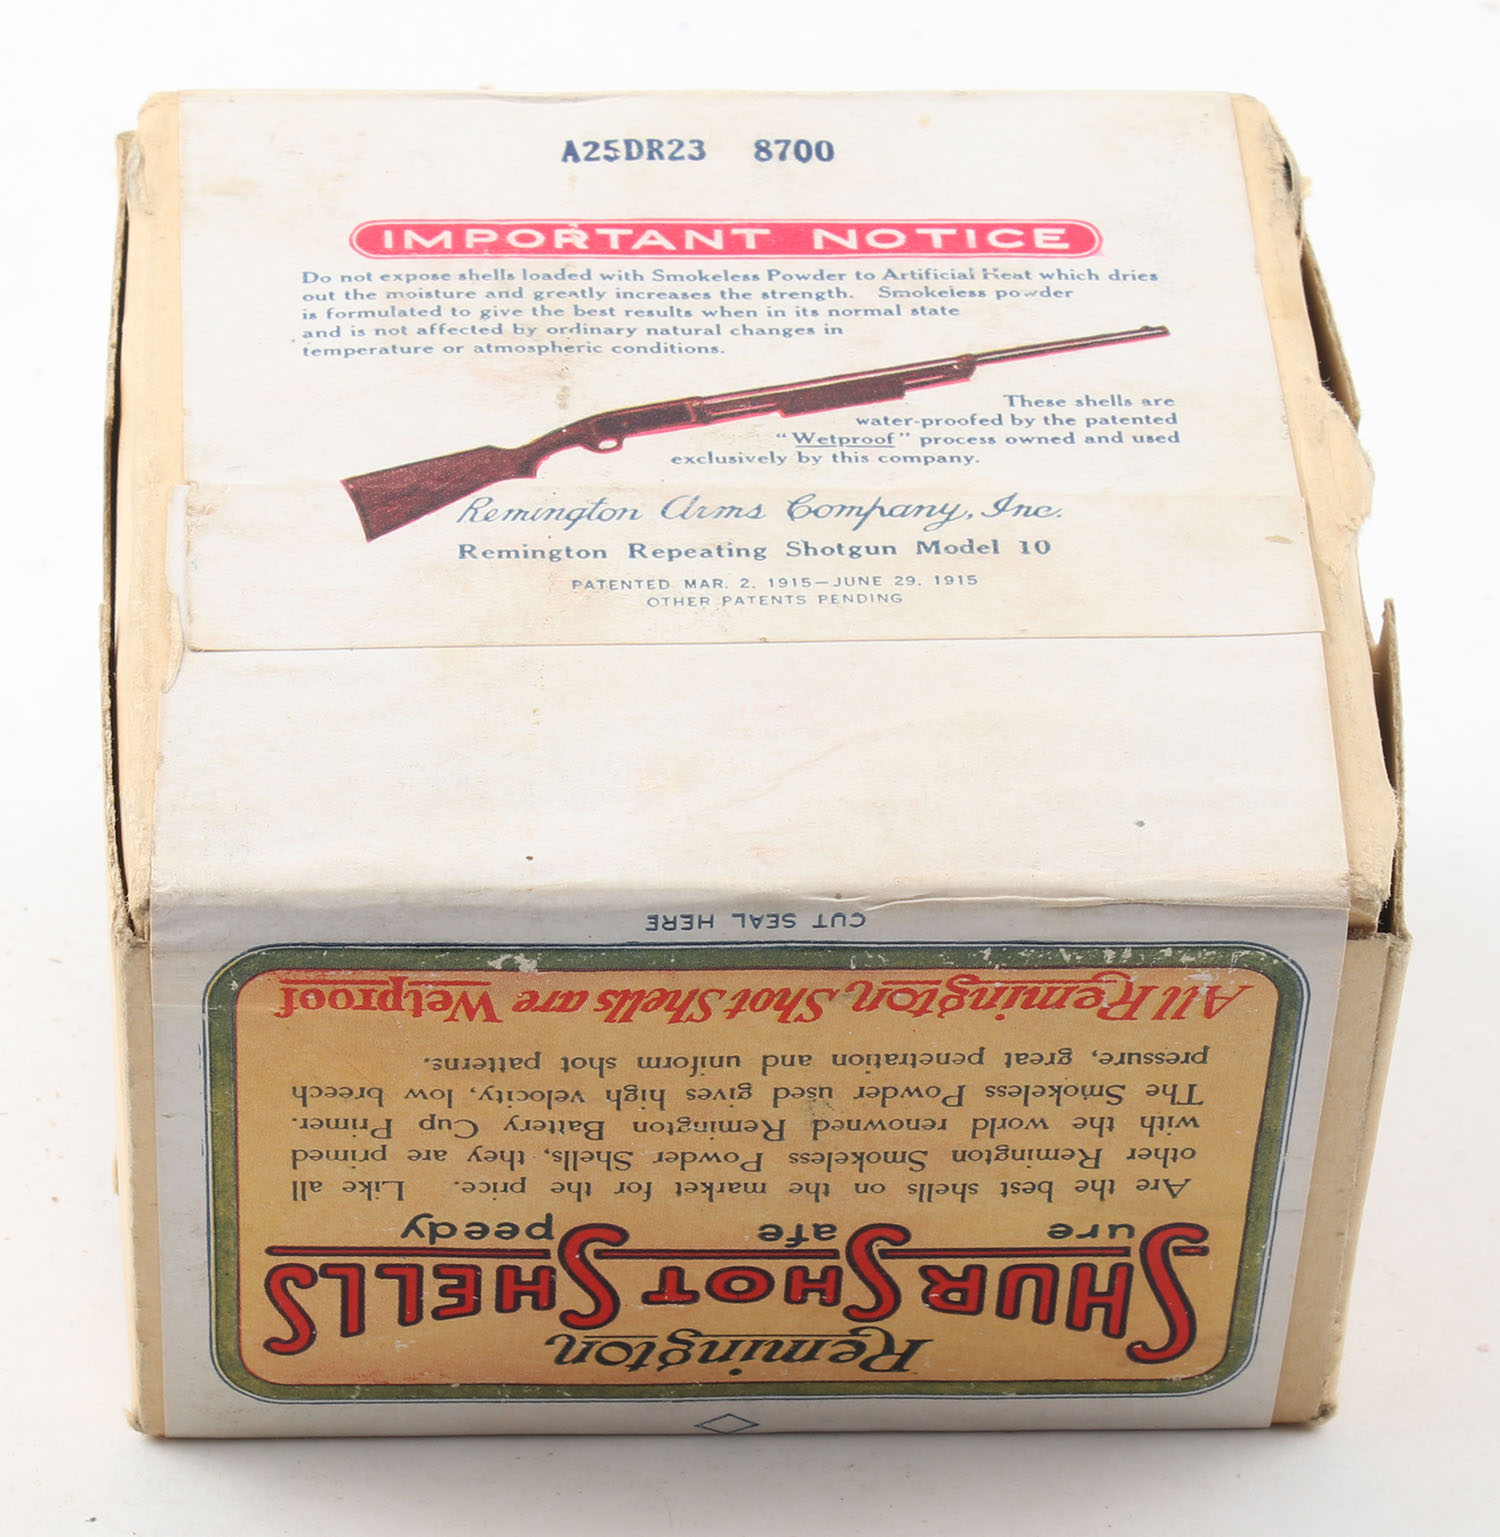 A25DR23 8700
IMPORTANT NOTICE
Do not expose shells loaded with Smokeless Powder to Artificial Heat which dries
out the moisture and greatly increases the strength. Smokeless powder
is formulated to give the best results when in its normal state
and is not affected by ordinary natural changes in
temperature or atmospheric conditions.
These shells are
water-proofed by the patented
"Wetproof" process owned and used
exclusively by this company.
Remington Arms Company, Inc.
Remington Repeating Shotgun Model 10
PATENTED MAR. 2, 1915—JUNE 29, 1915
OTHER PATENTS PENDING
Remington
SHUR SHOT SHELLS
Sure Safe Speedy
Are the best shells on the market for the price. Like all
other Remington Smokeless Powder Shells, they are primed
with the world renowned Remington Battery Cup Primer.
The Smokeless Powder used gives high velocity, low breech
pressure, great penetration and uniform shot patterns.
All Remington Shot Shells are Wetproof
CUT SEAL HERE